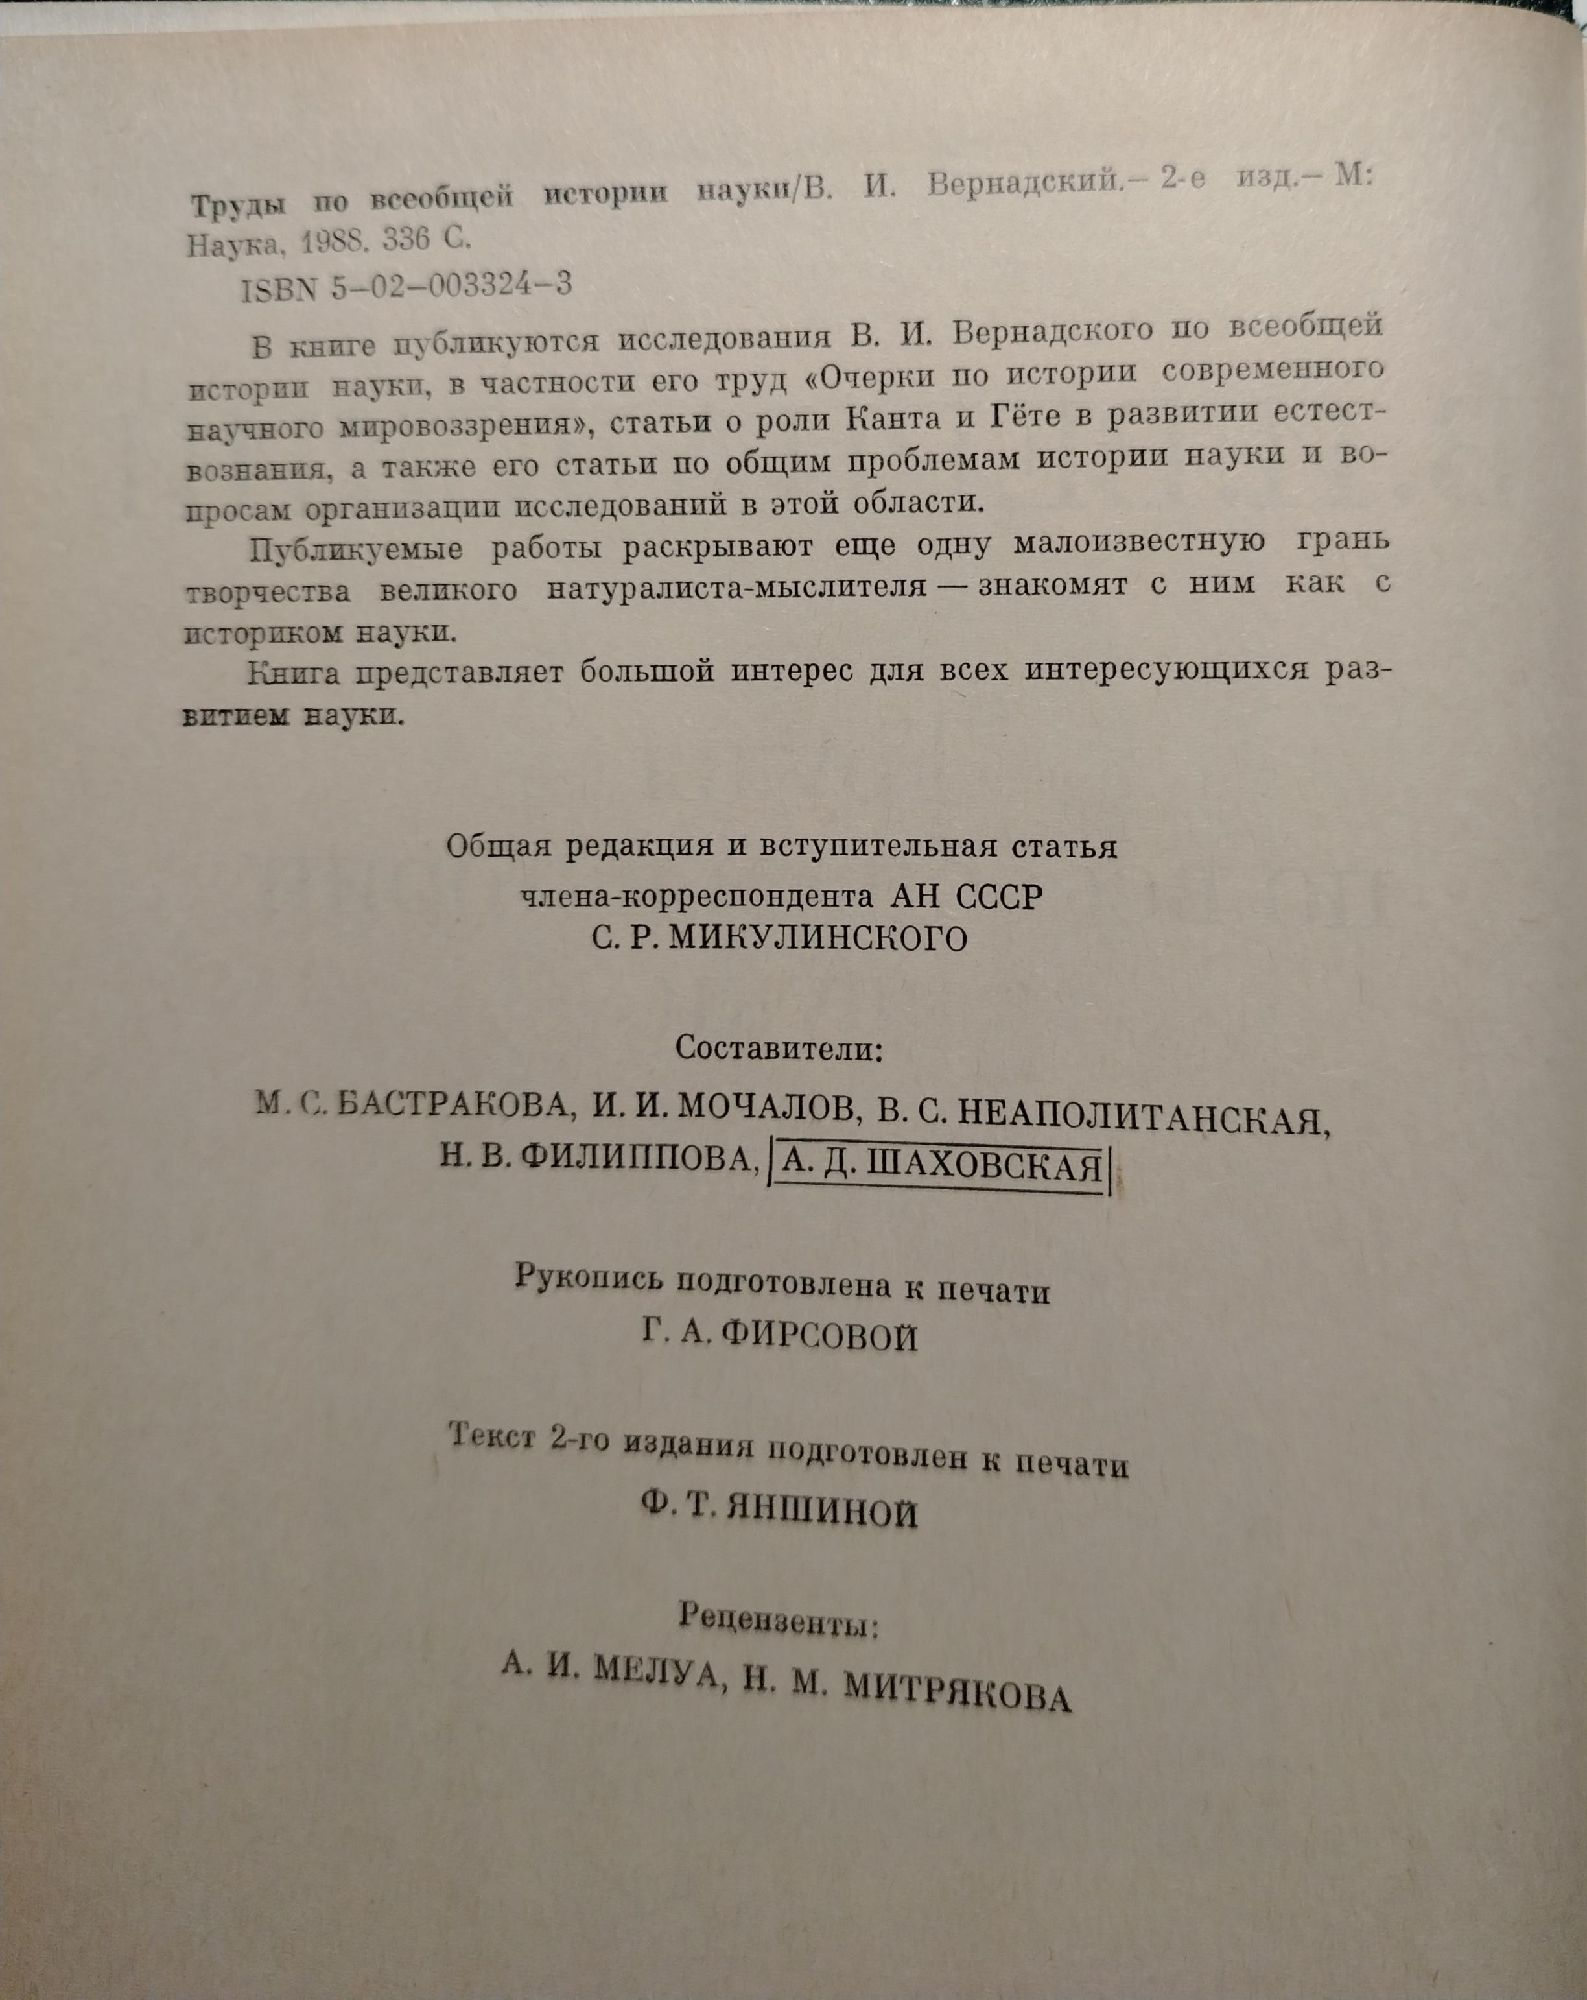 Труды по всеобщей истории науки/В. И. Вернадский.— 2-е изд.— М:
Наука, 1988. 336 С.
ISBN 5—02—003324—3
В книге публикуются исследования В. И. Вернадского по всеобщей
истории науки, в частности его труд «Очерки по истории современного
научного мировоззрения», статьи о роли Канта и Гёте в развитии естест-
вознания, а также его статьи по общим проблемам истории науки и во-
просам организации исследований в этой области.
Публикуемые работы раскрывают еще одну малоизвестную грань
творчества великого натуралиста-мыслителя — знакомят с ним как с
историком науки.
Книга представляет большой интерес для всех интересующихся раз-
витием науки.
Общая редакция и вступительная статья
члена-корреспондента АН СССР
С. Р. МИКУЛИНСКОГО
Составители:
М. С. БАСТРАКОВА, И. И. МОЧАЛОВ, В. С. НЕАПОЛИТАНСКАЯ,
Н. В. ФИЛИППОВА, А. Д. ШАХОВСКАЯ
Рукопись подготовлена к печати
Г. А. ФИРСОВОЙ
Текст 2-го издания подготовлен к печати
Ф. Т. ЯНШИНОЙ
Рецензенты:
А. И. МЕЛУА, Н. М. МИТРЯКОВА